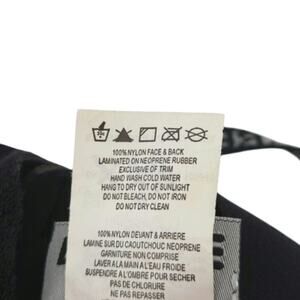 100% NYLON FACE & BACK
LAMINATED ON NEOPRENE RUBBER
EXCLUSIVE OF TRIM
HAND WASH COLD WATER
HANG TO DRY OUT OF SUNLIGHT
DO NOT BLEACH, DO NOT IRON
DO NOT DRY CLEAN
100% NYLON DEVANT & ARRIERE
LAMINE SUR DU CAOUTCHOUC NEOPRENE
GARNITURE NON COMPRISE
LAVER A LA MAIN A L'EAU FROIDE
SUSPENDRE A L'OMBRE POUR SECHER
PAS DE CHLORURE
NE PAS REPASSER